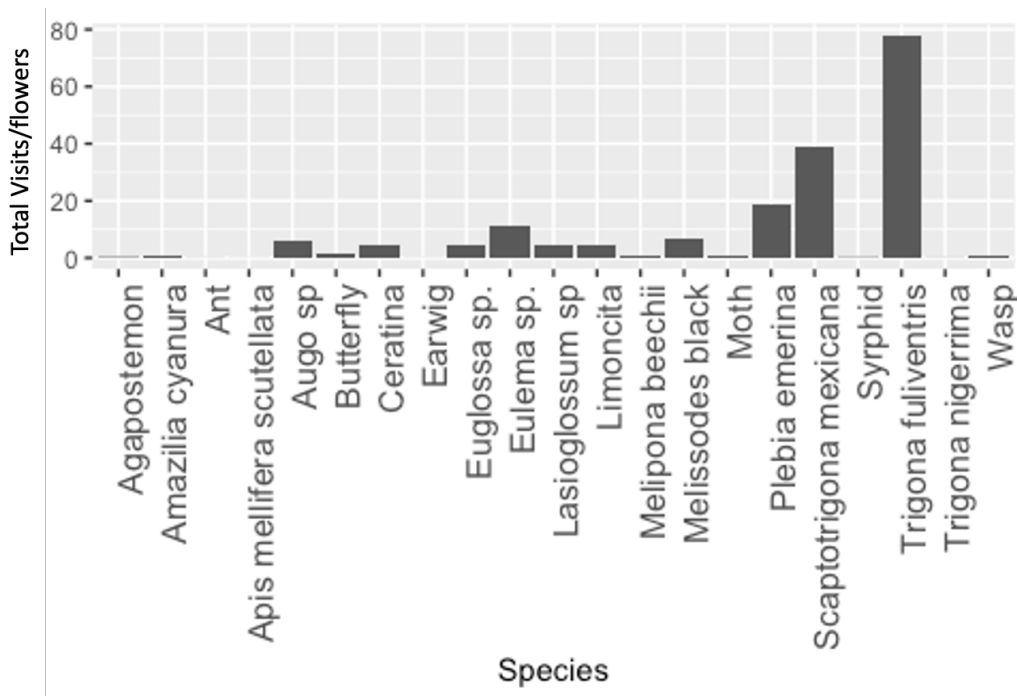 Total Visits/flowers
80
60
40
20
0
Agapostemon
Amazilia cyanura
Ant
Apis mellifera scutellata
Augo sp
Butterfly
Ceratina
Earwig
Euglossa sp.
Eulema sp.
Lasioglossum sp
Limoncita
Melipona beechii
Melissodes black
Moth
Plebia emerina
Scaptotrigona mexicana
Syrphid
Trigona fuliventris
Trigona nigerrima
Wasp
Species